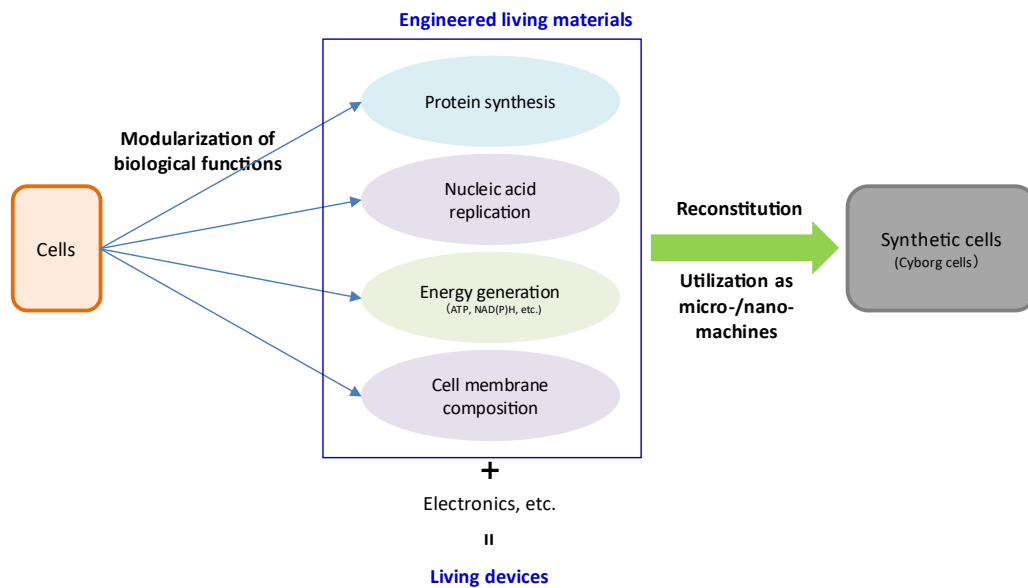 Engineered living materials
Protein synthesis
Modularization of
biological functions
Nucleic acid
replication
Cells
Energy generation
(ATP, NAD(P)H, etc.)
Cell membrane
composition
Reconstitution
Utilization as
micro-/nano-
machines
Synthetic cells
(Cyborg cells)
+
Electronics, etc.
=
Living devices